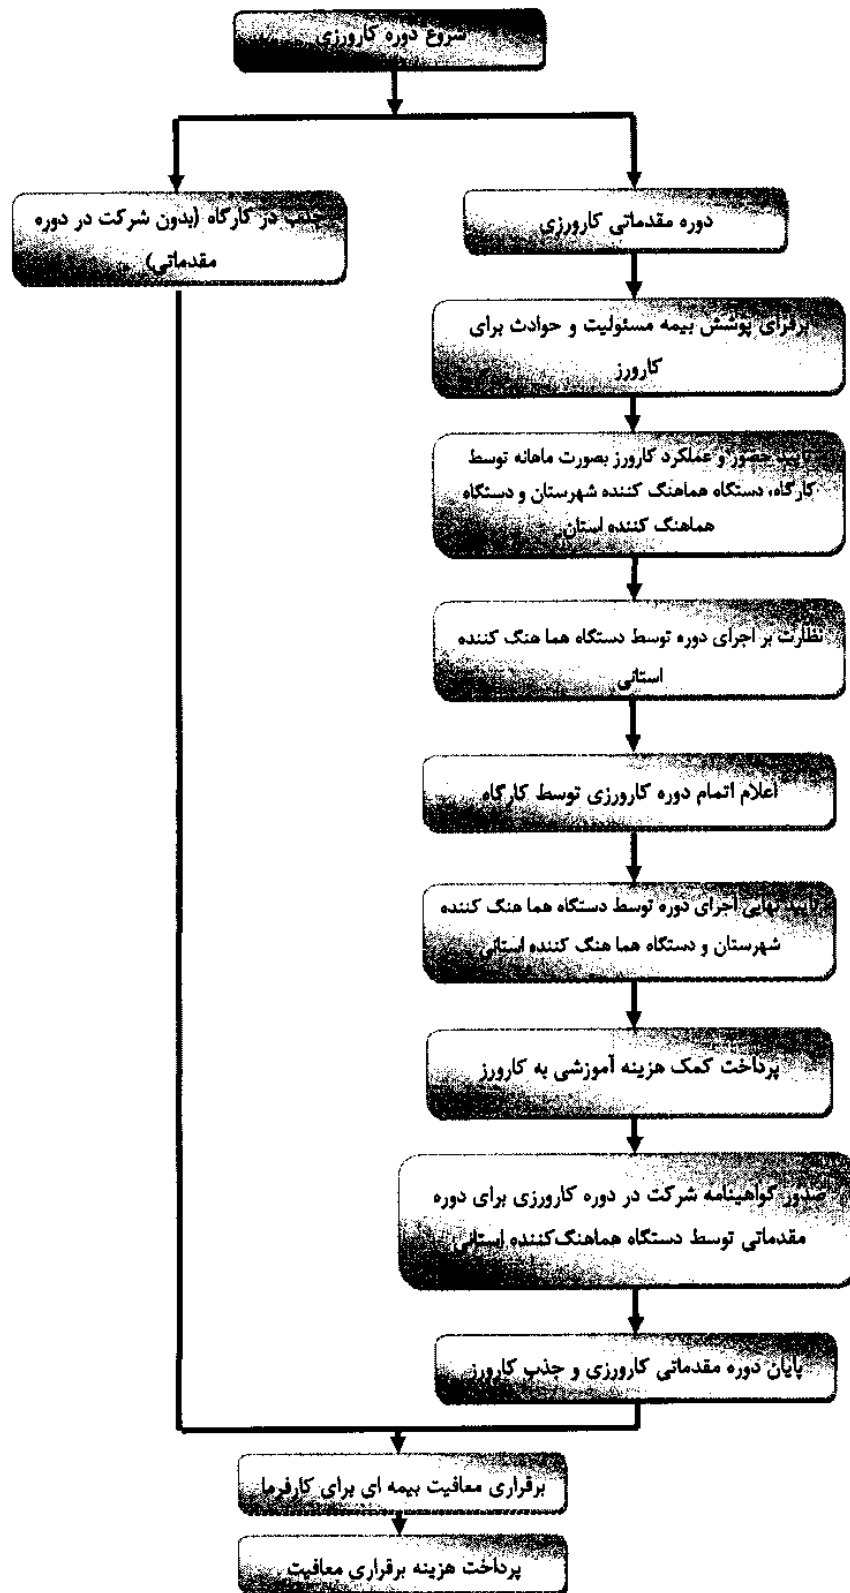 شروع دوره کارورزی
دوره مقدماتی کارورزی
جذب در کارگاه (بدون شرکت در دوره
مقدماتی)
برقراری پوشش بیمه مسئولیت و حوادث برای
کارورز
تایید حضور و عملکرد کارورز بصورت ماهانه توسط
کارگاه، دستگاه هماهنگ کننده شهرستان و دستگاه
هماهنگ کننده استان
نظارت بر اجرای دوره توسط دستگاه هما هنگ کننده
استانی
اعلام اتمام دوره کارورزی توسط کارگاه
تایید نهایی اجرای دوره توسط دستگاه هما هنگ کننده
شهرستان و دستگاه هما هنگ کننده استانی
پرداخت کمک هزینه آموزشی به کارورز
صدور گواهینامه شرکت در دوره کارورزی برای دوره
مقدماتی توسط دستگاه هماهنگ‌کننده استانی
پایان دوره مقدماتی کارورزی و جذب کارورز
برقراری معافیت بیمه ای برای کارفرما
پرداخت هزینه برقراری معافیت